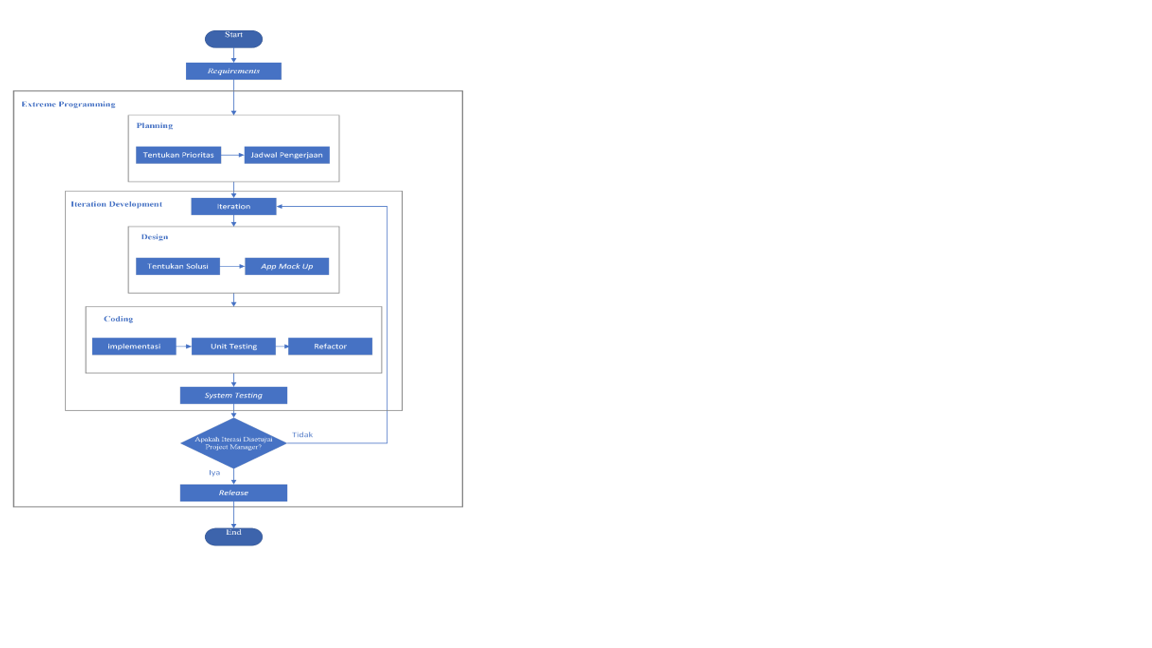 Start
Requirements
Extreme Programming
Planning
Tentukan Prioritas
Jadwal Pengerjaan
Iteration Development
Iteration
Design
Tentukan Solusi
App Mock Up
Coding
Implementasi
Unit Testing
Refactor
System Testing
Apakah Iterasi Disetujui
Project Manager?
Tidak
Iya
Release
End